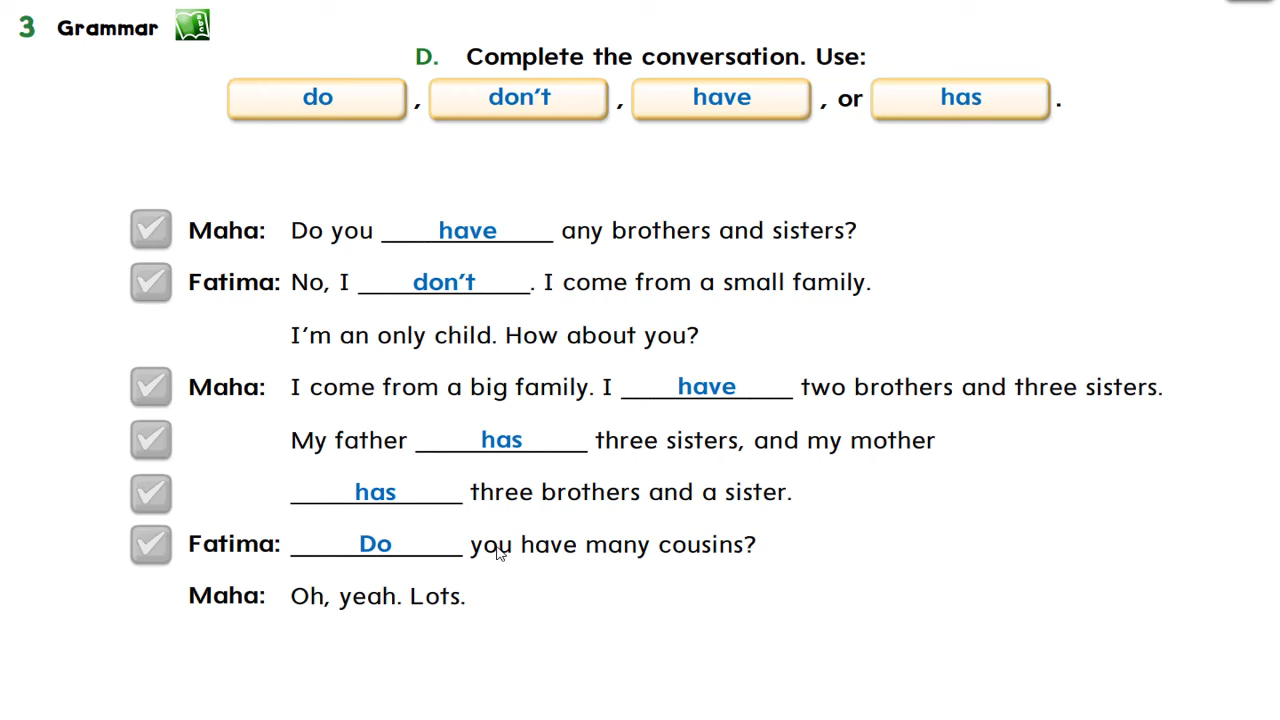 3 Grammar
D. Complete the conversation. Use:
do , don't , have , or has .
Maha: Do you have any brothers and sisters?
Fatima: No, I don't. I come from a small family.
I'm an only child. How about you?
Maha: I come from a big family. I have two brothers and three sisters.
My father has three sisters, and my mother
has three brothers and a sister.
Fatima: Do you have many cousins?
Maha: Oh, yeah. Lots.